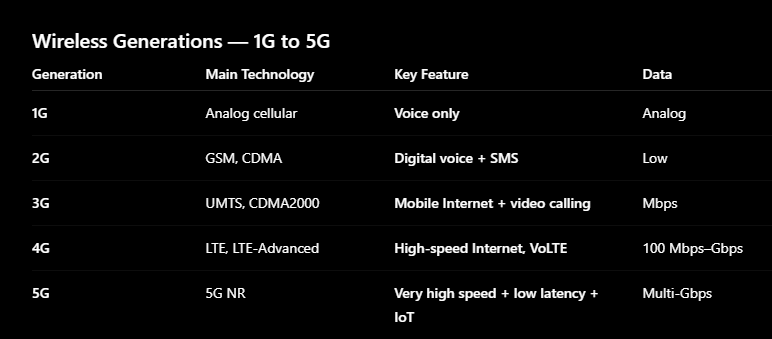 Wireless Generations — 1G to 5G
Generation Main Technology Key Feature Data
1G Analog cellular Voice only Analog
2G GSM, CDMA Digital voice + SMS Low
3G UMTS, CDMA2000 Mobile Internet + video calling Mbps
4G LTE, LTE-Advanced High-speed Internet, VoLTE 100 Mbps–Gbps
5G 5G NR Very high speed + low latency + Multi-Gbps
IoT